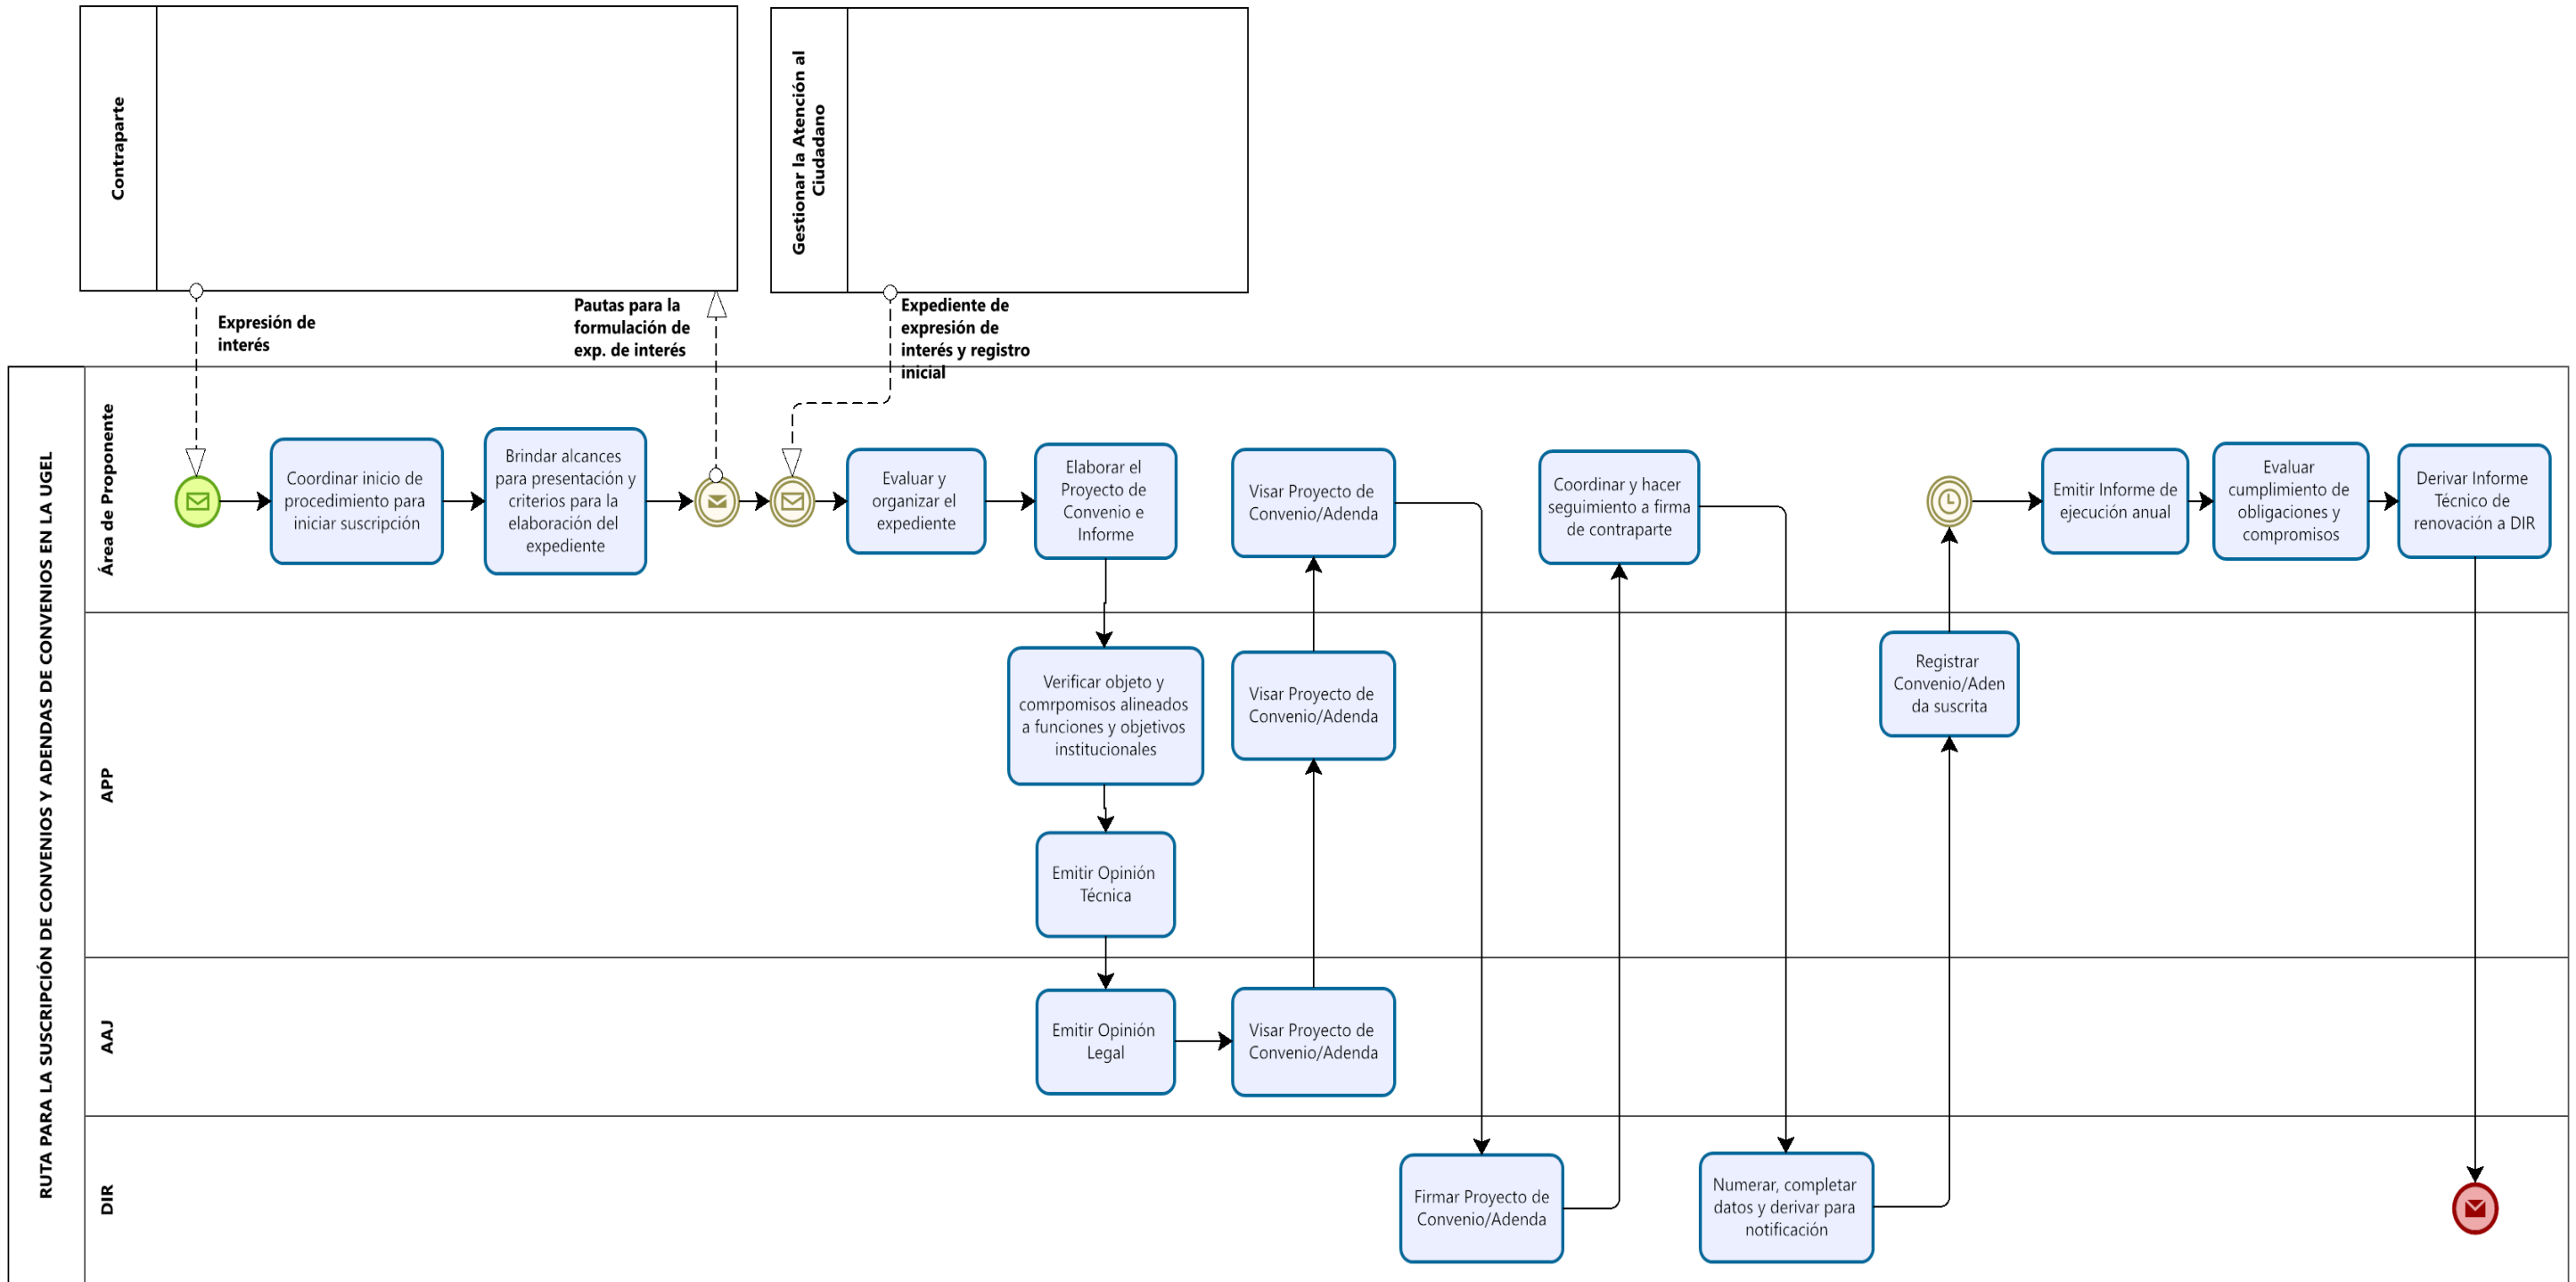 Contraparte
Gestionar la Atención al
Ciudadano
Expresión de
interés
Pautas para la
formulación de
exp. de interés
Expediente de
expresión de
interés y registro
inicial
RUTA PARA LA SUSCRIPCIÓN DE CONVENIOS Y ADENDAS DE CONVENIOS EN LA UGEL
Área de Proponente
Coordinar inicio de
procedimiento para
iniciar suscripción
Brindar alcances
para presentación y
criterios para la
elaboración del
expediente
Evaluar y
organizar el
expediente
Elaborar el
Proyecto de
Convenio e
Informe
Visar Proyecto de
Convenio/Adenda
Coordinar y hacer
seguimiento a firma
de contraparte
Emitir Informe de
ejecución anual
Evaluar
cumplimiento de
obligaciones y
compromisos
Derivar Informe
Técnico de
renovación a DIR
APP
Verificar objeto y
comrpomisos alineados
a funciones y objetivos
institucionales
Visar Proyecto de
Convenio/Adenda
Registrar
Convenio/Aden
da suscrita
Emitir Opinión
Técnica
AAJ
Emitir Opinión
Legal
Visar Proyecto de
Convenio/Adenda
DIR
Firmar Proyecto de
Convenio/Adenda
Numerar, completar
datos y derivar para
notificación